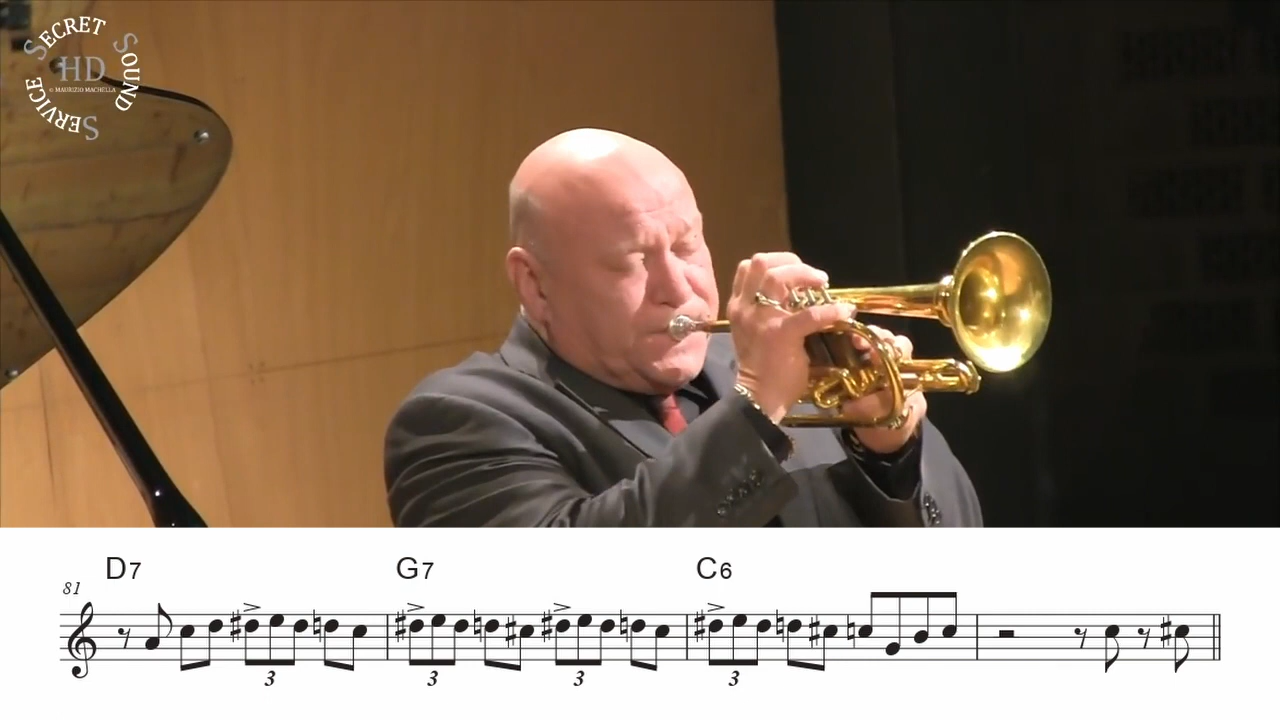 SECRET
SOUND
SERVICE
HD
© MAURIZIO MACHELLA
D7 G7 C6
81
3 3 3 3